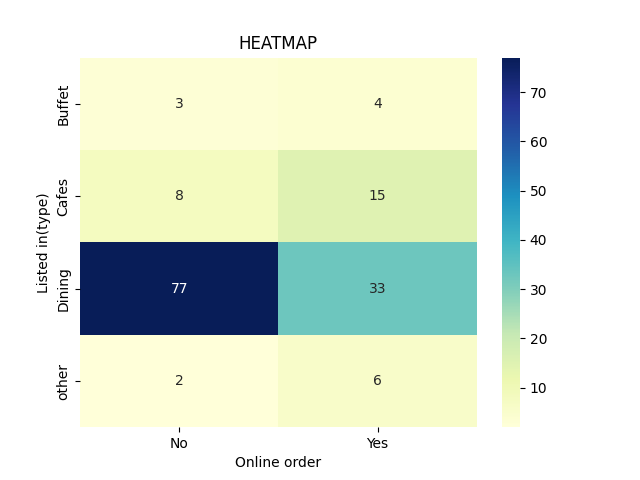 HEATMAP
Listed in(type)
Buffet
3 4
Cafes
8 15
Dining
77 33
other
2 6
No Yes
Online order
70
60
50
40
30
20
10